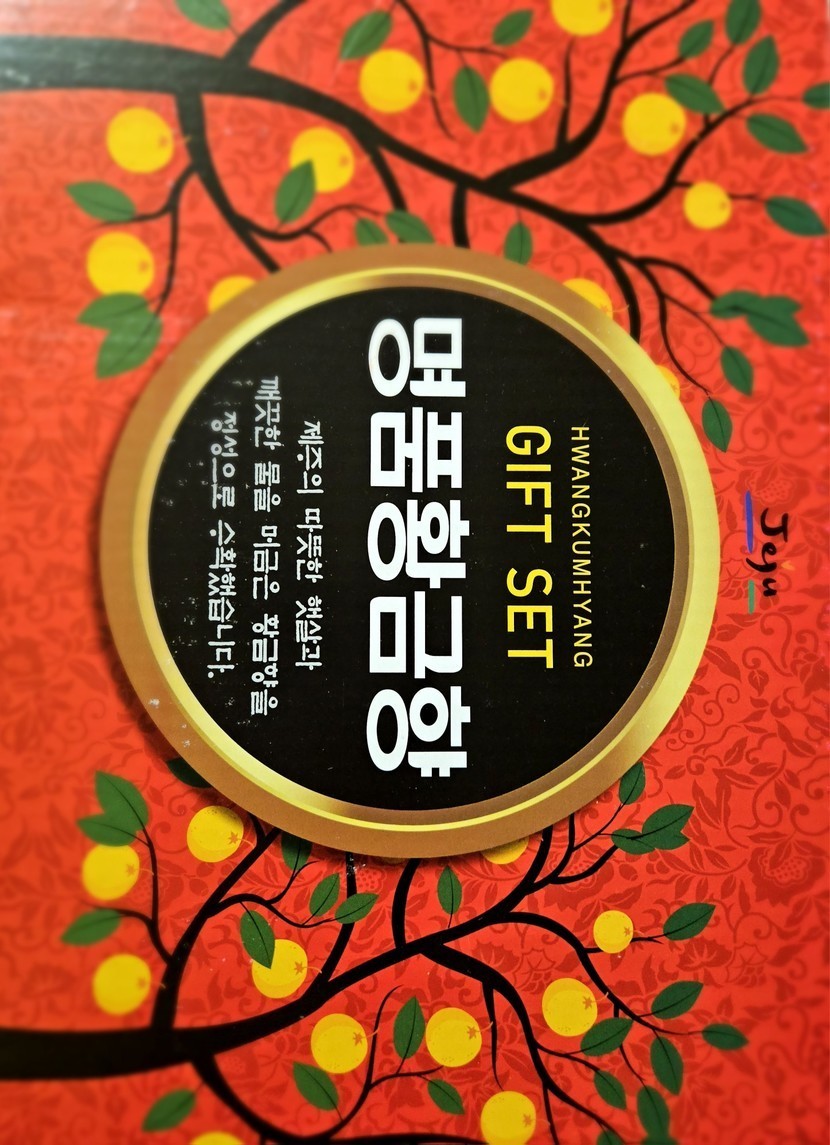 Jeju
HWANGKUMHYANG
GIFT SET
명품황금향
제주의 따뜻한 햇살과
깨끗한 물을 머금은 황금향을
정성으로 수확했습니다.